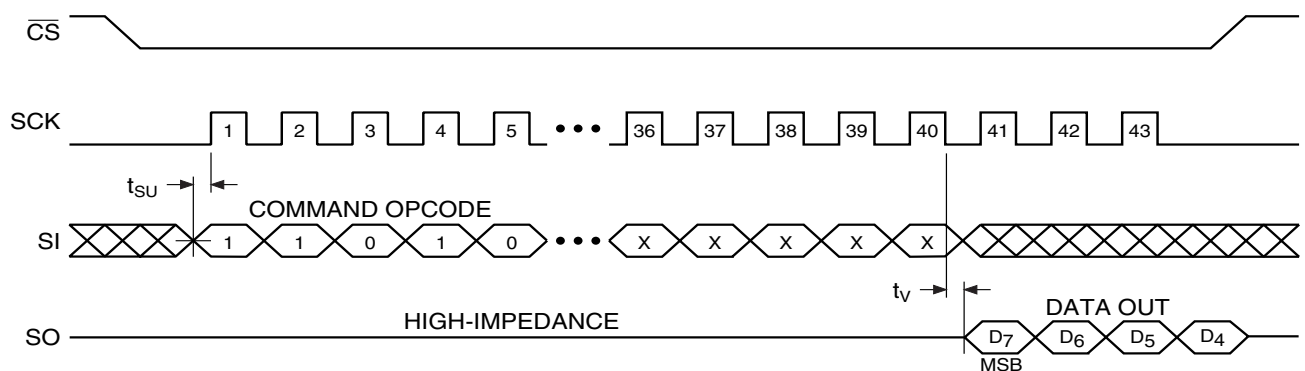 CS
SCK 1 2 3 4 5 ••• 36 37 38 39 40 41 42 43
tSU
COMMAND OPCODE
SI 1 1 0 1 0 ••• X X X X X
tV
DATA OUT
HIGH-IMPEDANCE
SO D7 D6 D5 D4
MSB